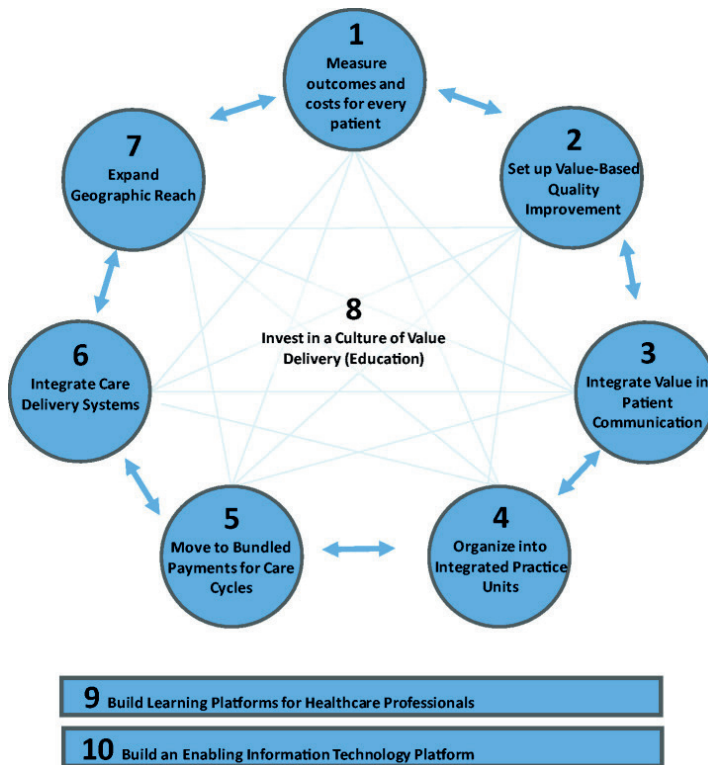 1
Measure
outcomes and
costs for every
patient
2
Set up Value-Based
Quality
Improvement
3
Integrate Value in
Patient
Communication
4
Organize into
Integrated Practice
Units
5
Move to Bundled
Payments for Care
Cycles
6
Integrate Care
Delivery Systems
7
Expand
Geographic Reach
8
Invest in a Culture of Value
Delivery (Education)
9 Build Learning Platforms for Healthcare Professionals
10 Build an Enabling Information Technology Platform